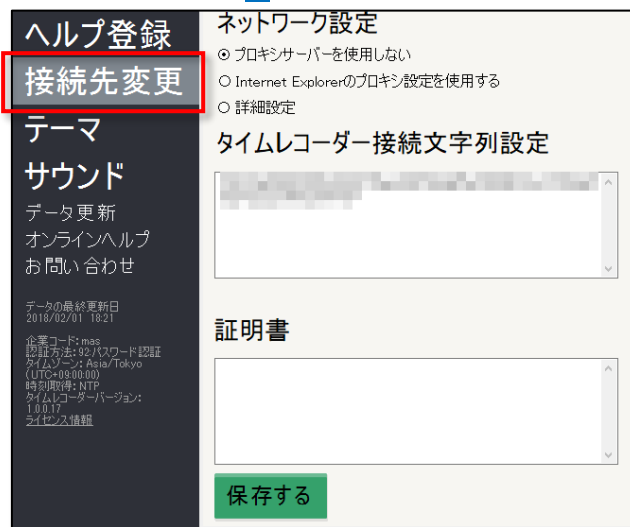 ヘルプ登録
接続先変更
テーマ
サウンド
データ更新
オンラインヘルプ
お問い合わせ
データの最終更新日
2018/02/01 18:21
企業コード: mas
認証方法: 92-パスワード認証
タイムゾーン: Asia/Tokyo
(UTC+09:00:00)
時刻取得: NTP
タイムレコーダーバージョン:
1.0.0.17
ライセンス情報
ネットワーク設定
プロキシサーバーを使用しない
Internet Explorerのプロキシ設定を使用する
詳細設定
タイムレコーダー接続文字列設定
証明書
保存する